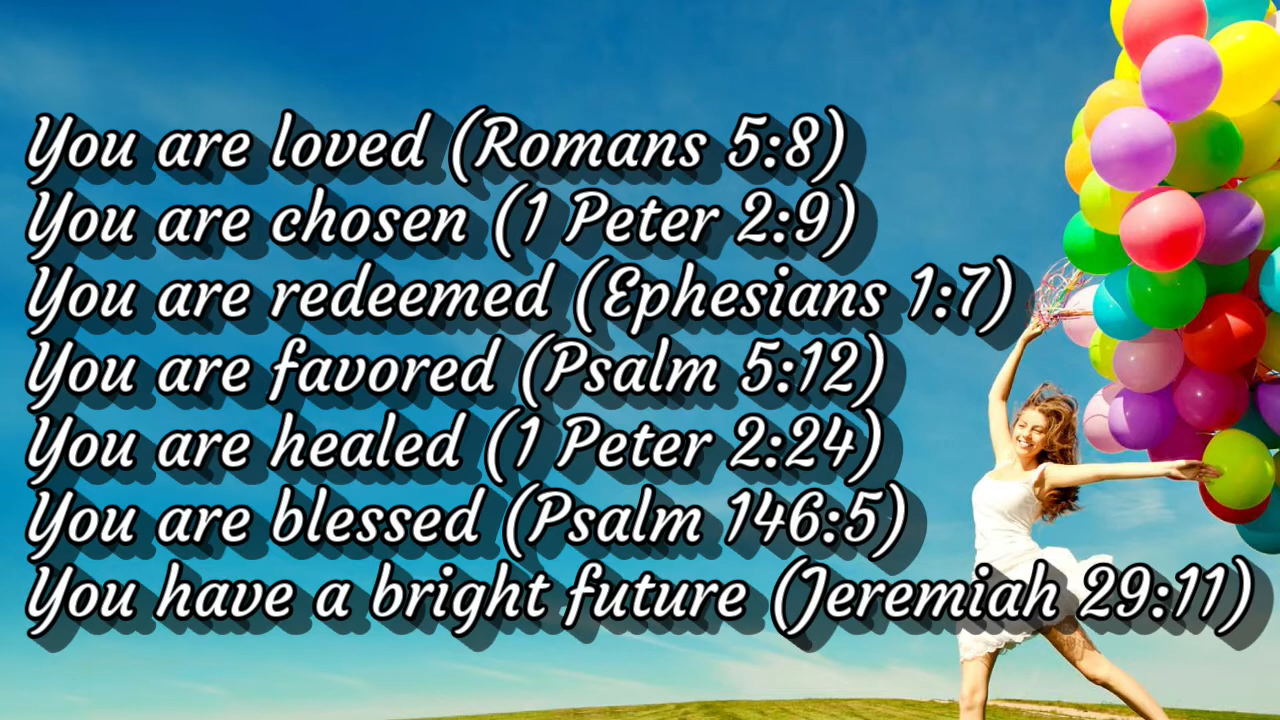 You are loved (Romans 5:8)
You are chosen (1 Peter 2:9)
You are redeemed (Ephesians 1:7)
You are favored (Psalm 5:12)
You are healed (1 Peter 2:24)
You are blessed (Psalm 146:5)
You have a bright future (Jeremiah 29:11)